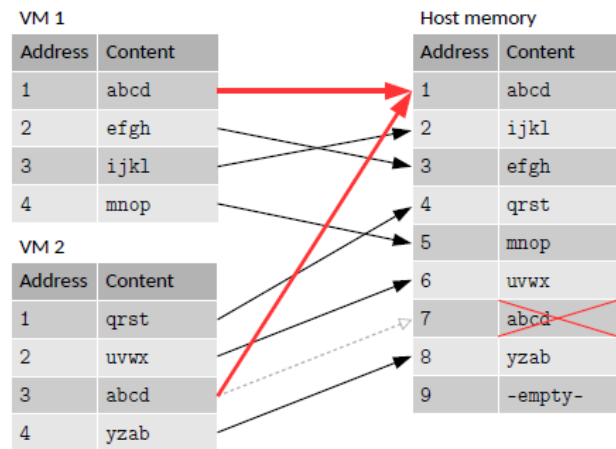 VM 1
Address Content
1 abcd
2 efgh
3 ijkl
4 mnop
VM 2
Address Content
1 qrst
2 uvwx
3 abcd
4 yzab
Host memory
Address Content
1 abcd
2 ijkl
3 efgh
4 qrst
5 mnop
6 uvwx
7 abcd
8 yzab
9 -empty-